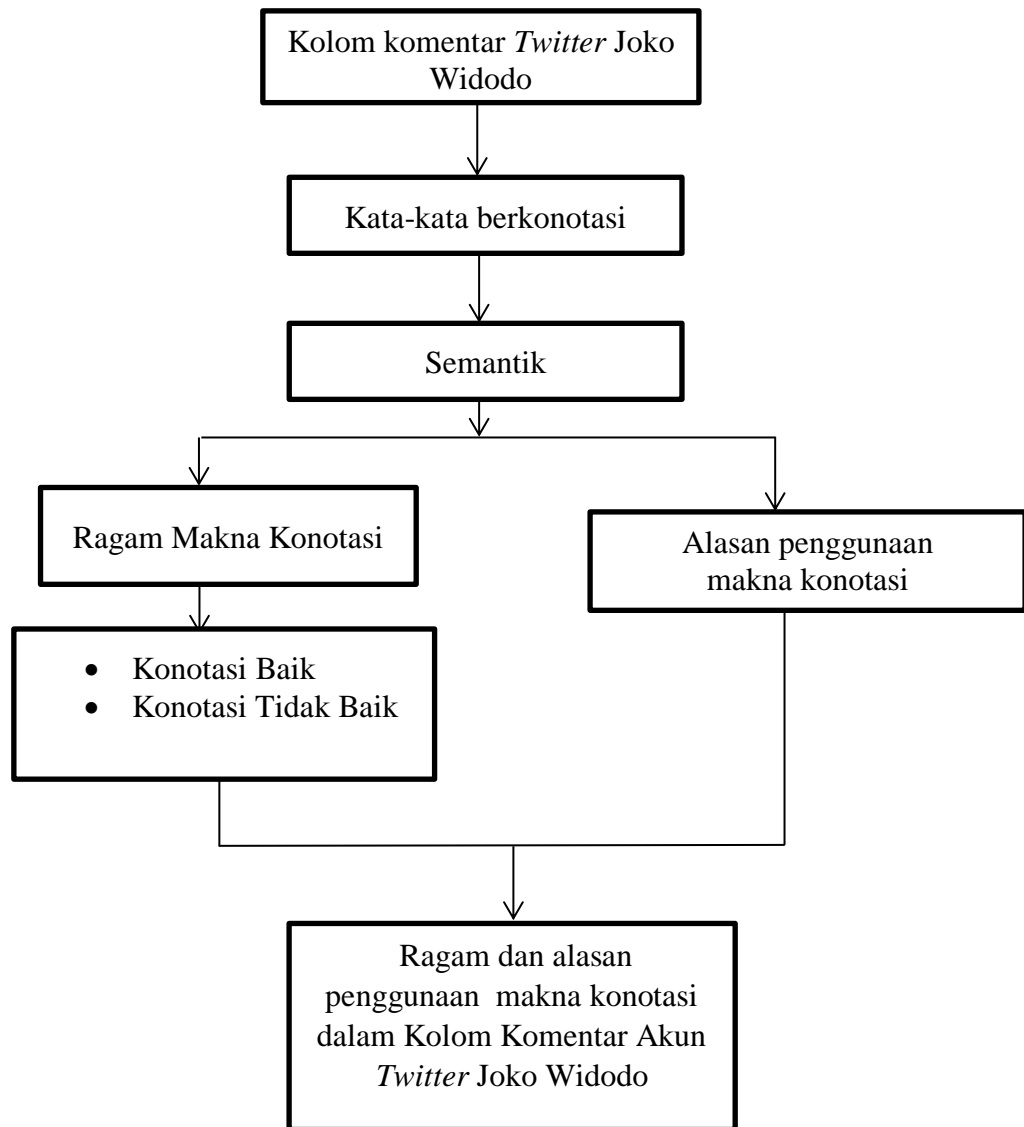 Kolom komentar Twitter Joko
Widodo
Kata-kata berkonotasi
Semantik
Ragam Makna Konotasi
Alasan penggunaan
makna konotasi
• Konotasi Baik
• Konotasi Tidak Baik
Ragam dan alasan
penggunaan makna konotasi
dalam Kolom Komentar Akun
Twitter Joko Widodo